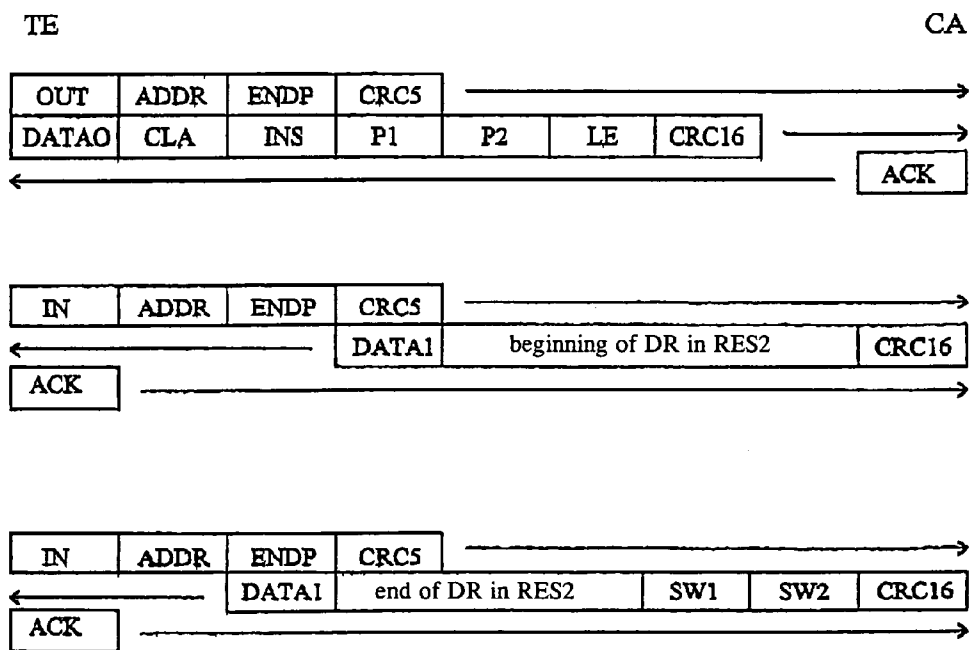 TE CA
OUT ADDR ENDP CRC5
DATAO CLA INS P1 P2 LE CRC16
ACK
IN ADDR ENDP CRC5
DATA1 beginning of DR in RES2 CRC16
ACK
IN ADDR ENDP CRC5
DATA1 end of DR in RES2 SW1 SW2 CRC16
ACK